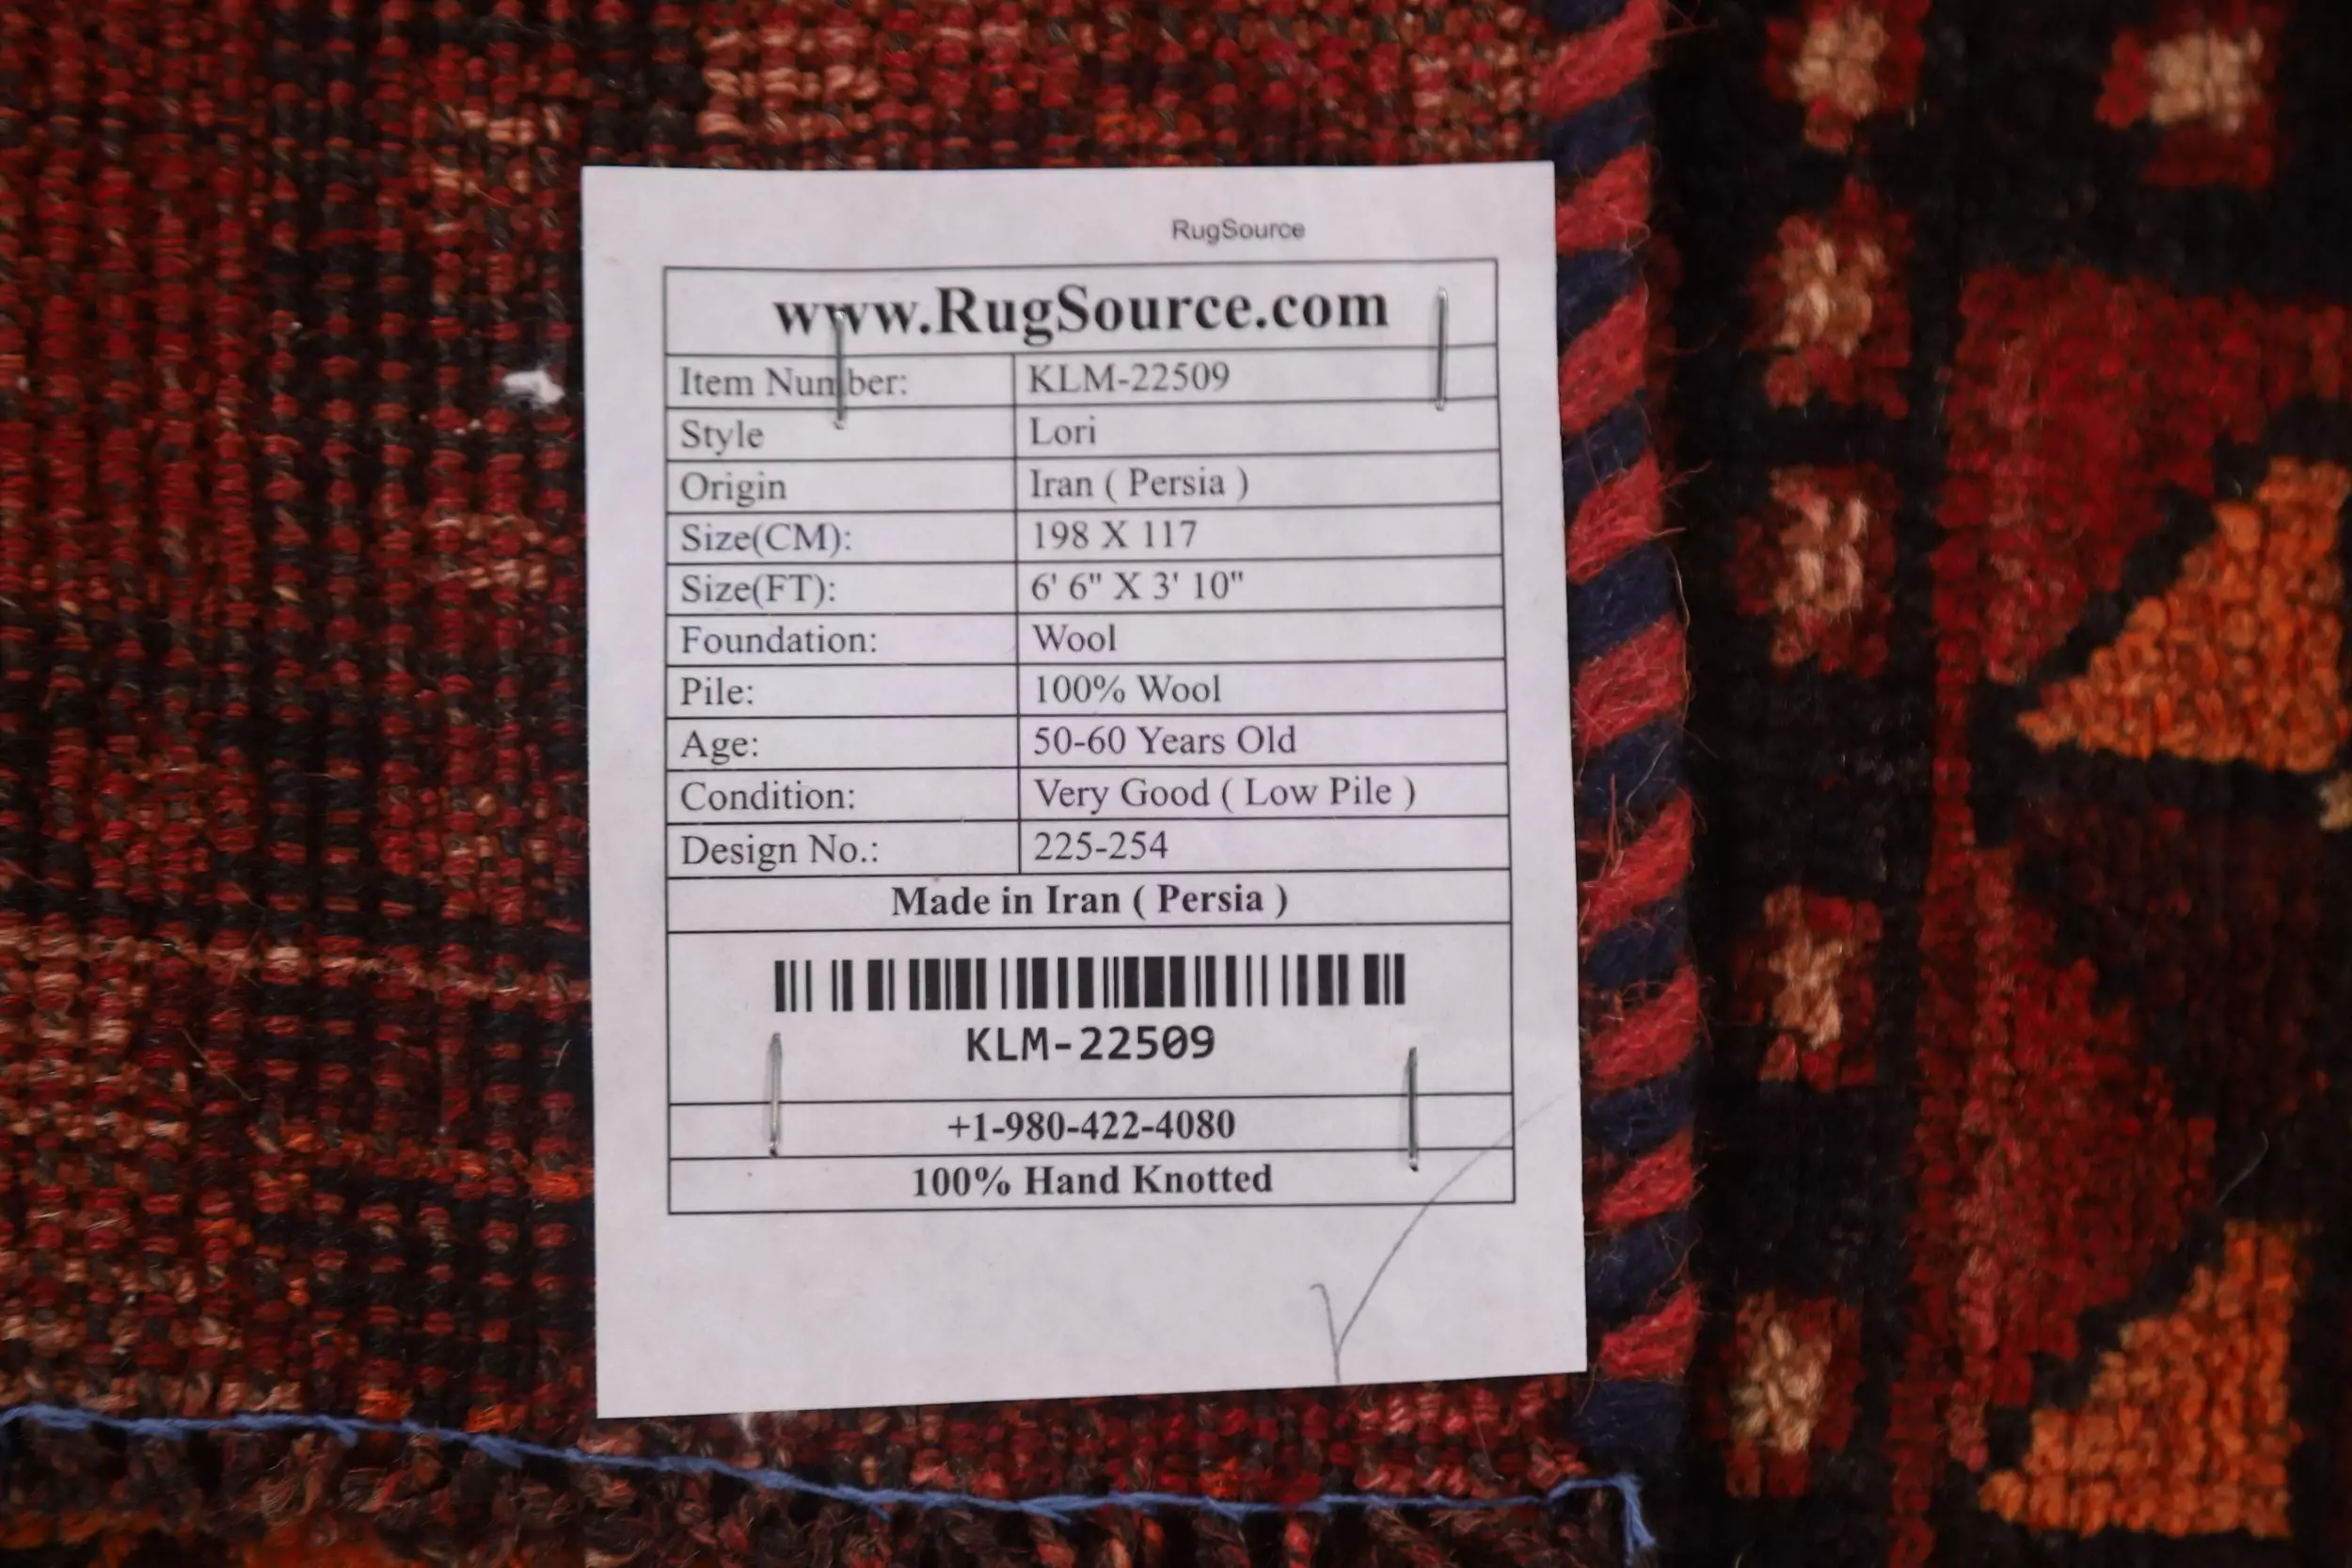 RugSource
www.RugSource.com
Item Number: KLM-22509
Style Lori
Origin Iran ( Persia )
Size(CM): 198 X 117
Size(FT): 6' 6" X 3' 10"
Foundation: Wool
Pile: 100% Wool
Age: 50-60 Years Old
Condition: Very Good ( Low Pile )
Design No.: 225-254
Made in Iran ( Persia )
KLM-22509
+1-980-422-4080
100% Hand Knotted